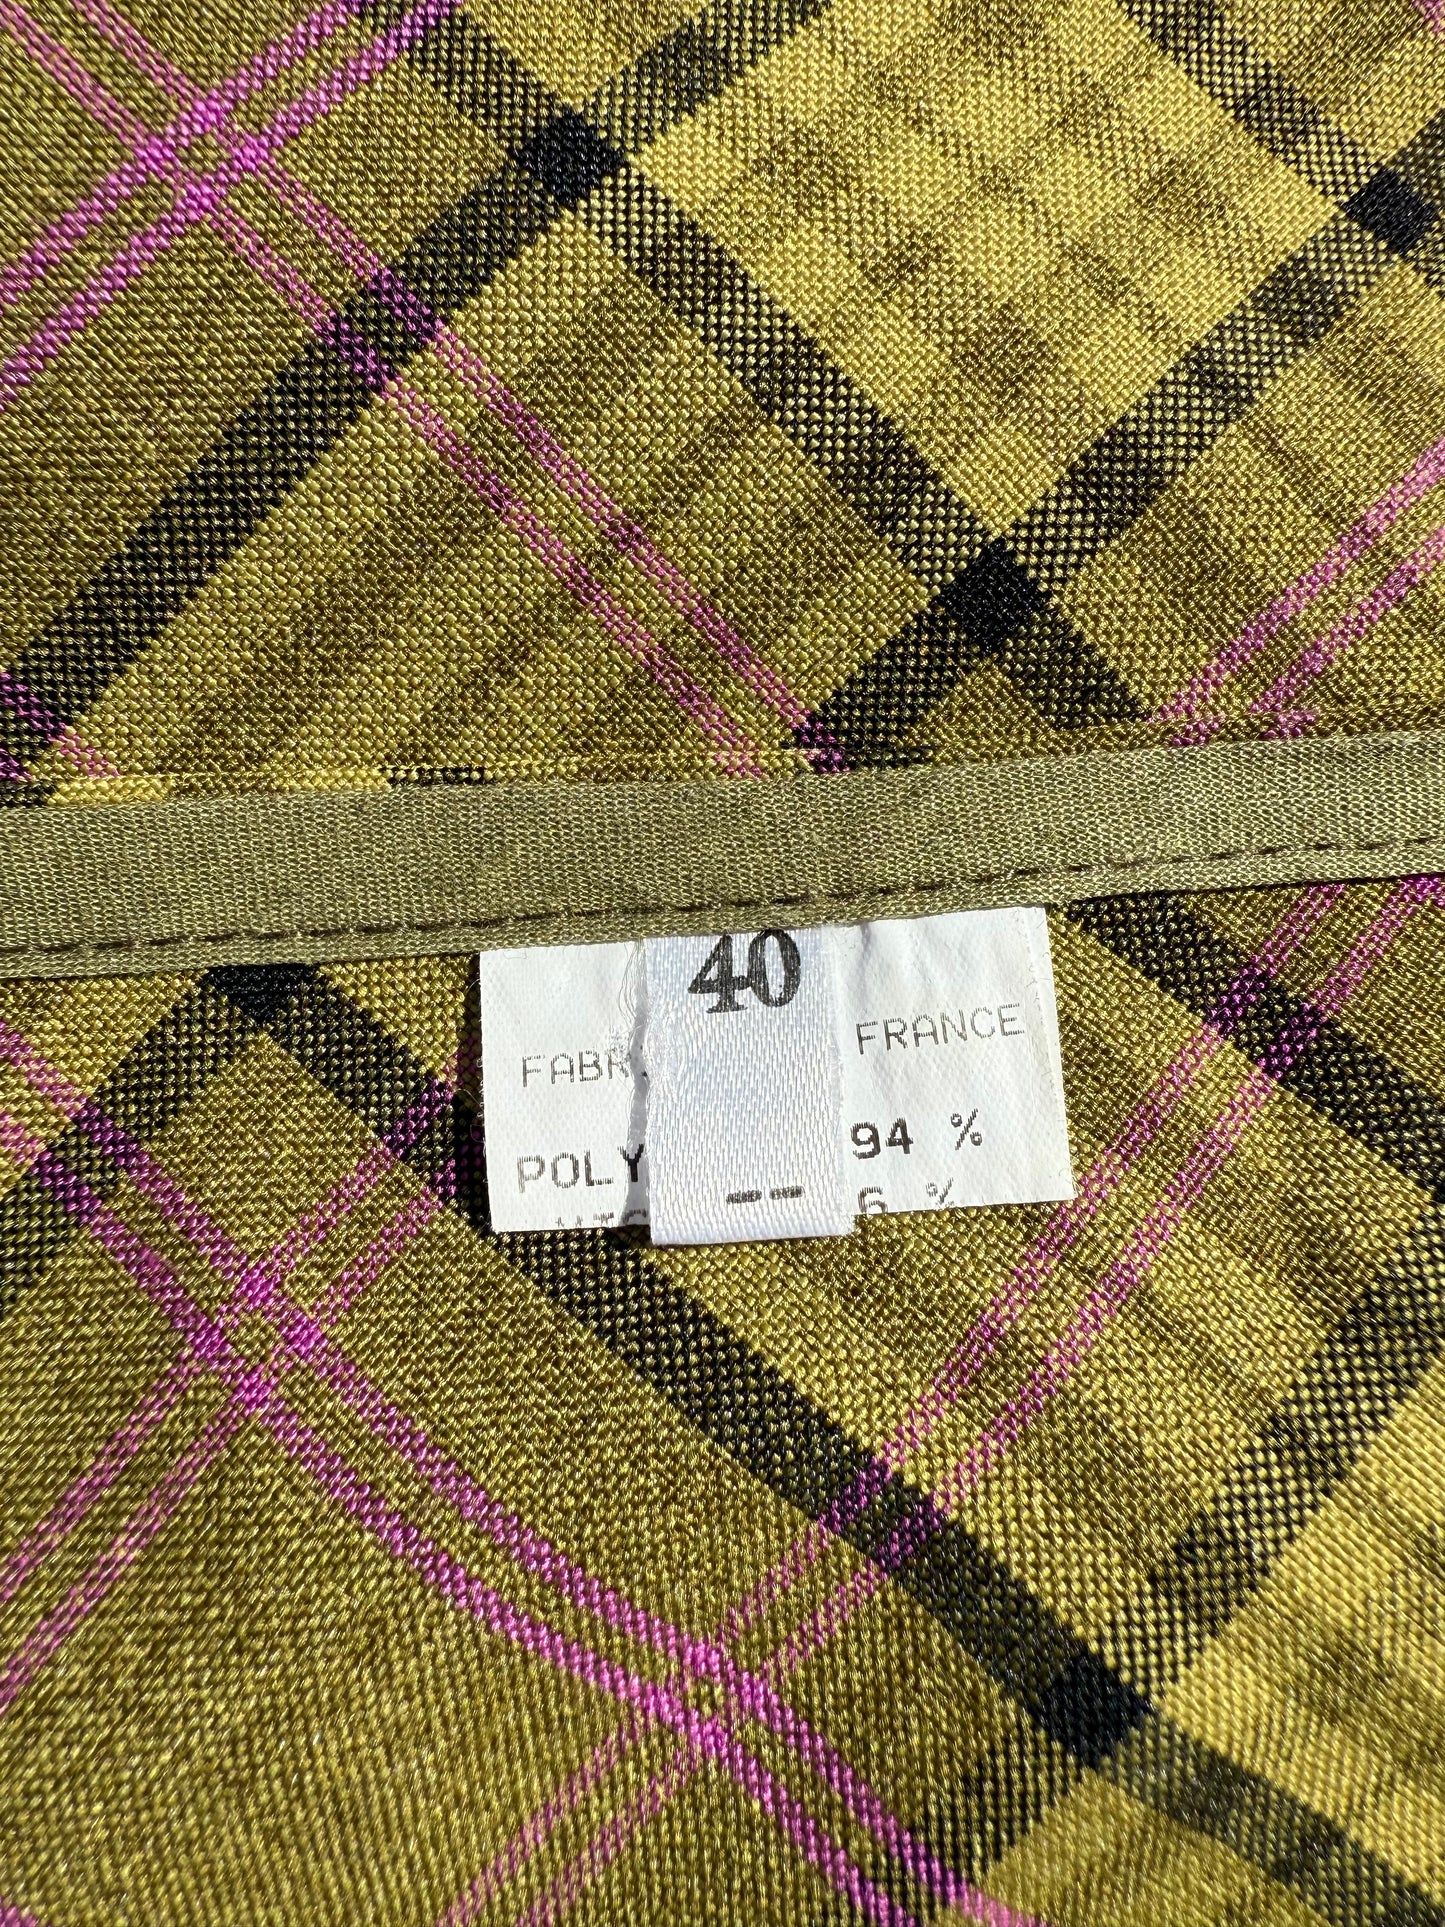 40
FABR FRANCE
POLY 94 %
6 %